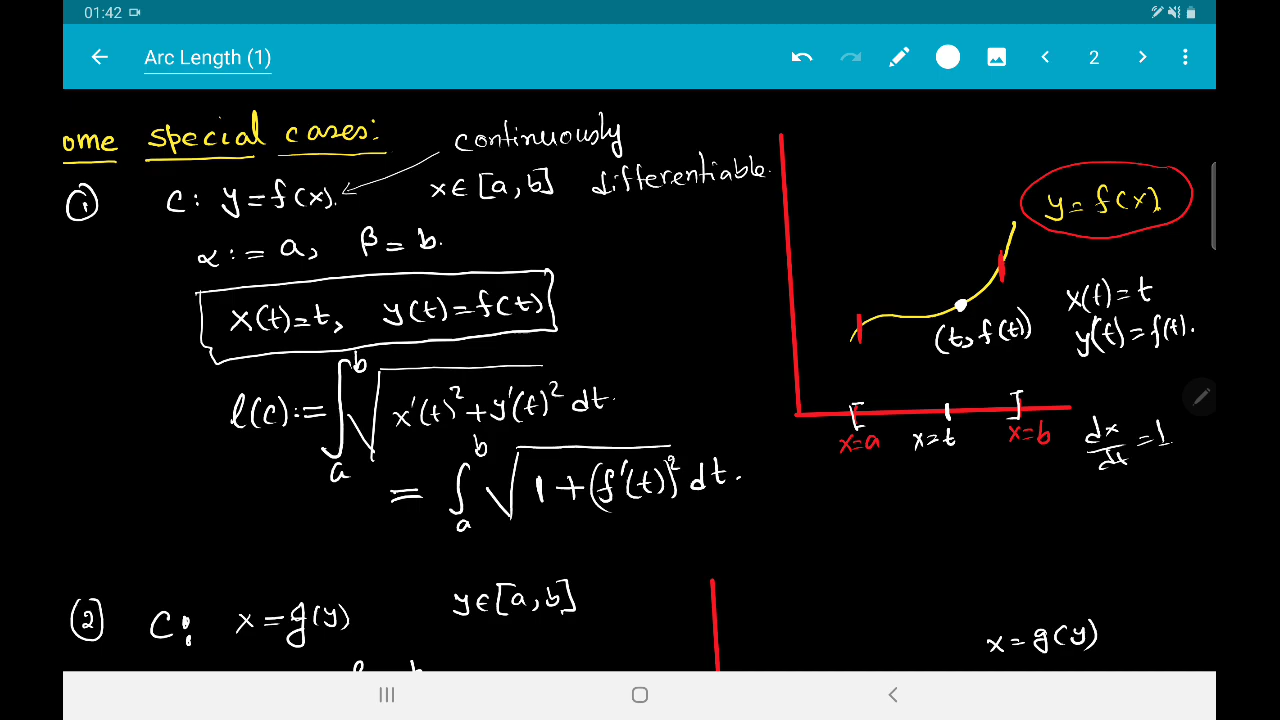 01:42
Arc Length (1)
2
ome special cases:
continuously
① C: y = f(x). x∈[a,b] differentiable.
α := a, β = b.
x(t)=t, y(t)=f(t)
l(c):= ∫_a^b √(x'(t)² + y'(t)²) dt.
= ∫_a^b √(1 + (f'(t))²) dt.
y = f(x)
(t, f(t))
x(t) = t
y(t) = f(t).
x=a x=t x=b
dx/dt = 1
② C: x = g(y) y∈[a,b]
x = g(y)